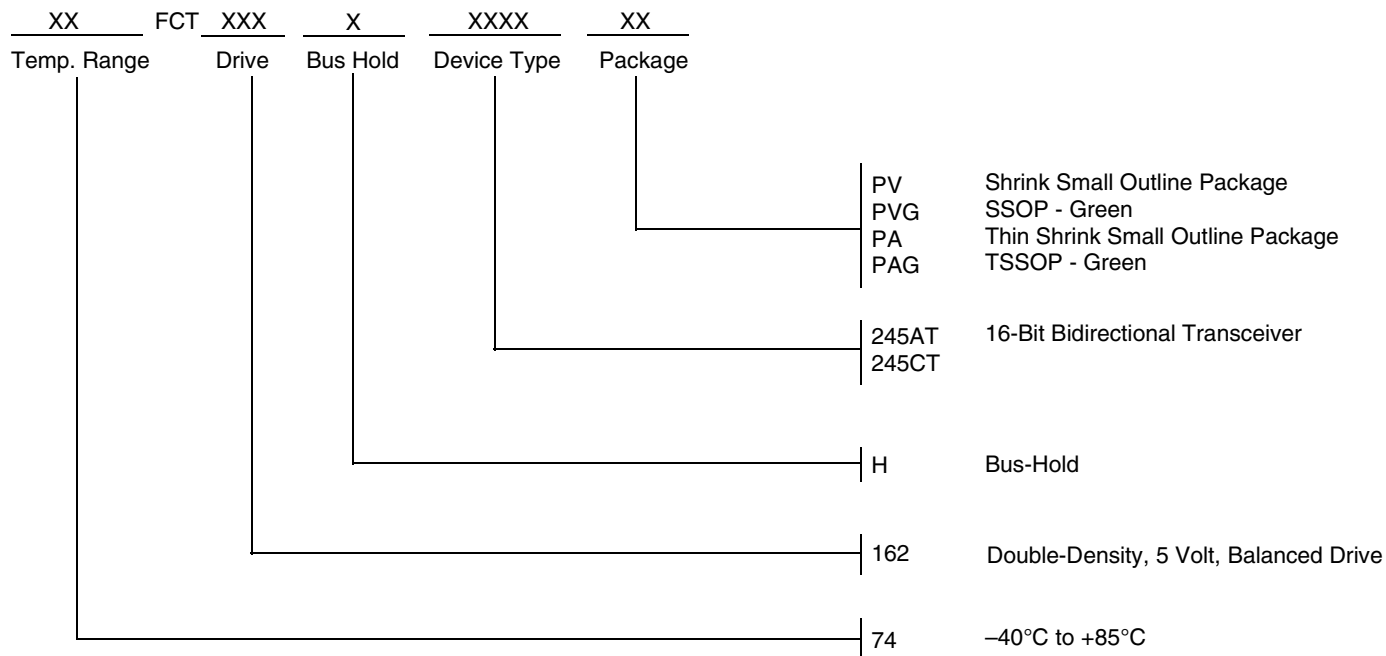 XX FCT XXX X XXXX XX
Temp. Range Drive Bus Hold Device Type Package
PV Shrink Small Outline Package
PVG SSOP - Green
PA Thin Shrink Small Outline Package
PAG TSSOP - Green
245AT 16-Bit Bidirectional Transceiver
245CT
H Bus-Hold
162 Double-Density, 5 Volt, Balanced Drive
74 –40°C to +85°C